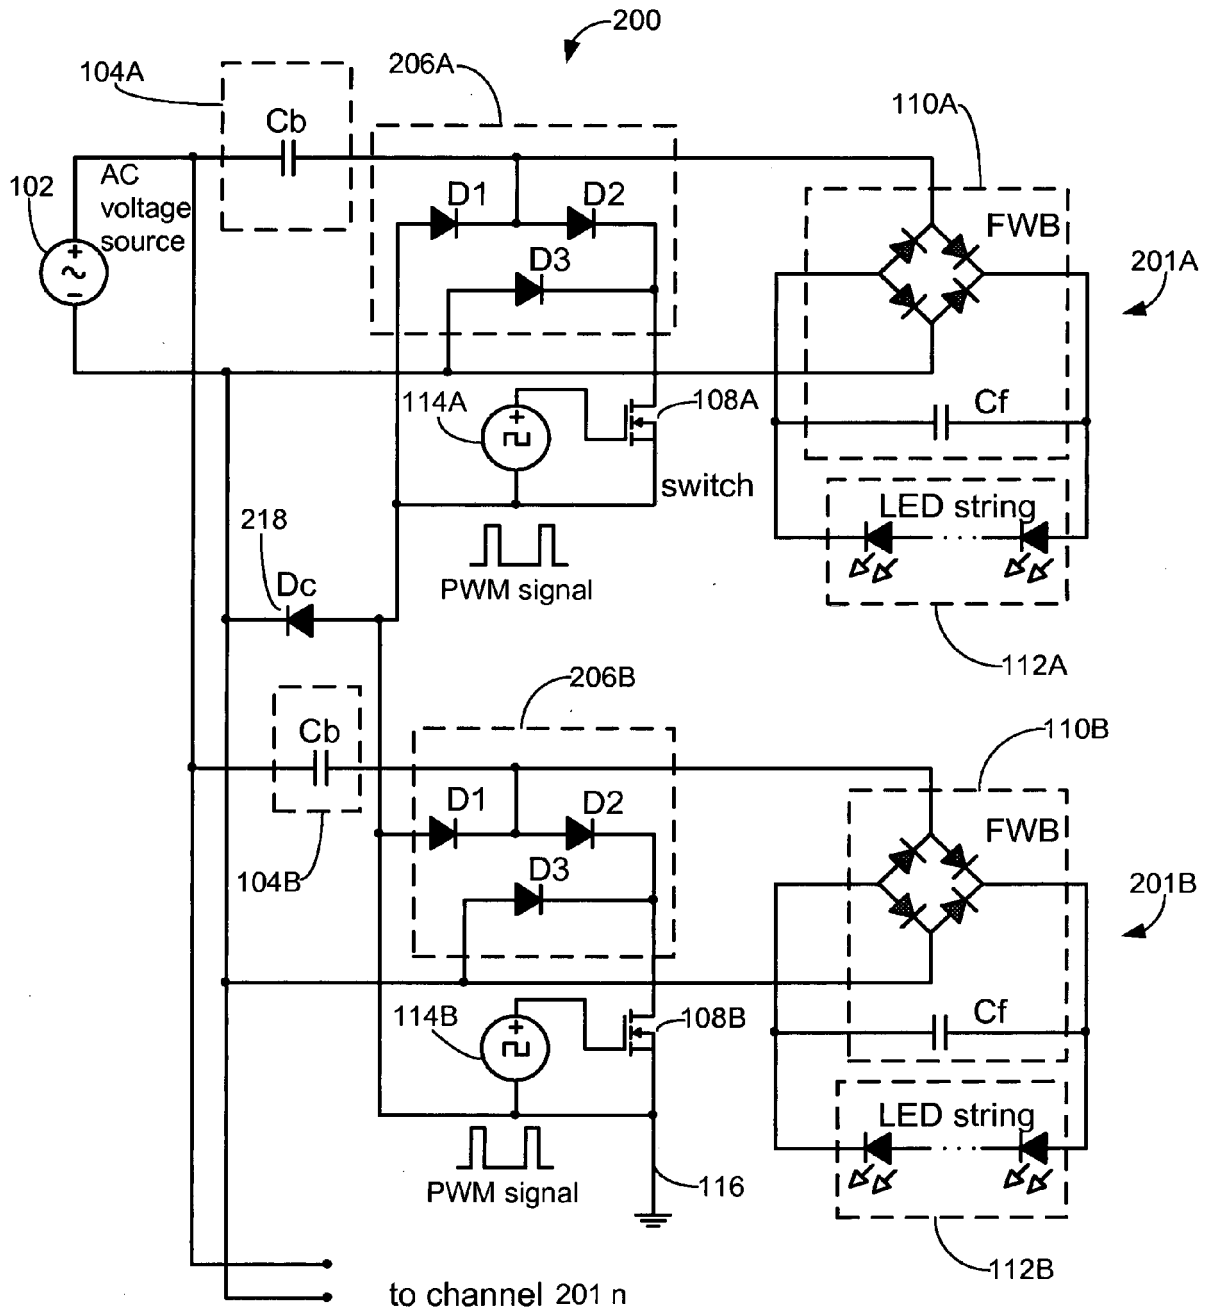 200
104A
206A
110A
Cb
102
AC
voltage
source
D1
D2
D3
FWB
201A
114A
108A
Cf
switch
LED string
PWM signal
218
Dc
112A
206B
110B
Cb
D1
D2
D3
FWB
104B
201B
114B
108B
Cf
LED string
PWM signal
116
112B
to channel 201 n